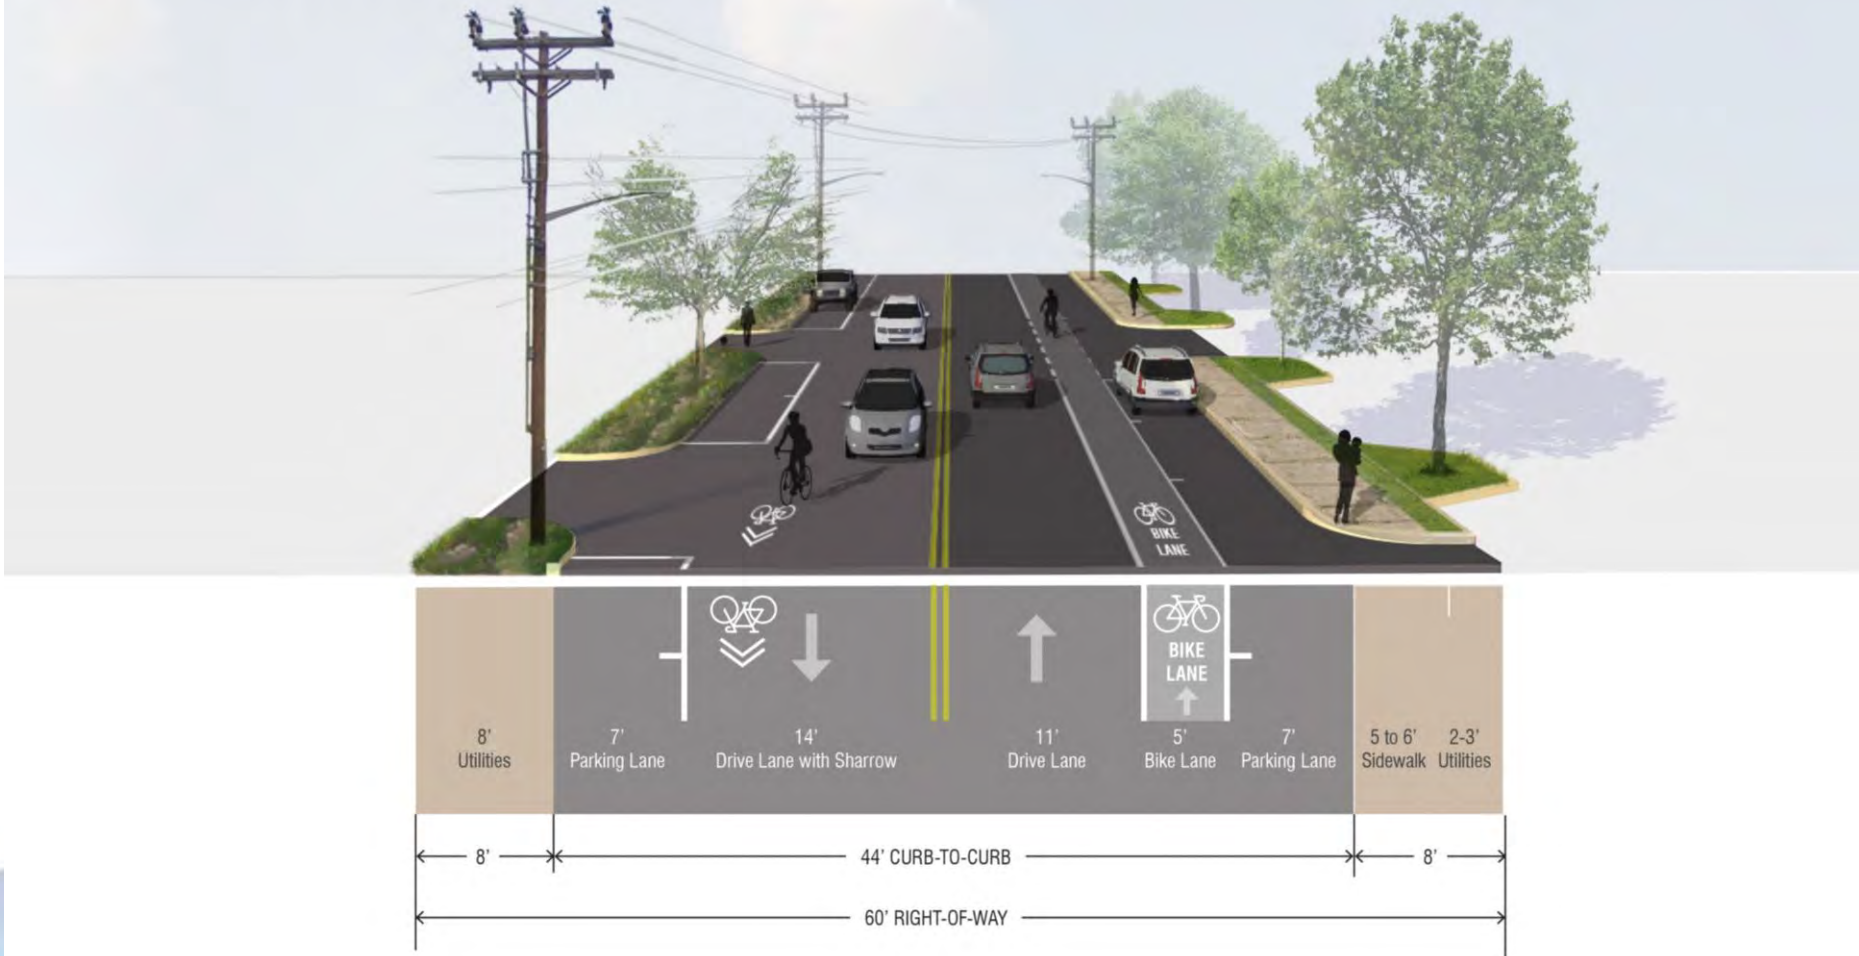 BIKE
LANE
BIKE
LANE
8’
Utilities
7’
Parking Lane
14’
Drive Lane with Sharrow
11’
Drive Lane
5’
Bike Lane
7’
Parking Lane
5 to 6’
Sidewalk
2-3’
Utilities
8’
44’ CURB-TO-CURB
8’
60’ RIGHT-OF-WAY